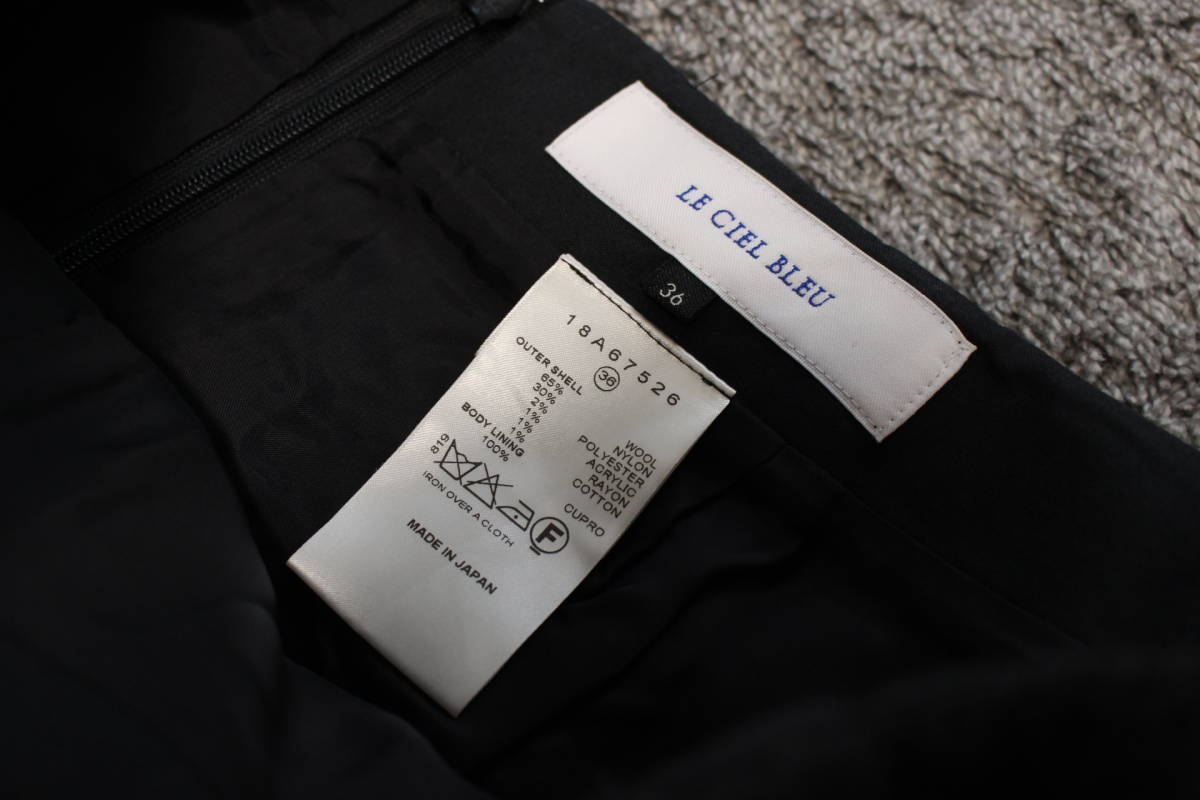 LE CIEL BLEU
36
18A67526
36
OUTER SHELL
65% WOOL
30% NYLON
2% POLYESTER
1% ACRYLIC
1% RAYON
1% COTTON
BODY LINING
100% CUPRO
819
F
IRON OVER A CLOTH
MADE IN JAPAN